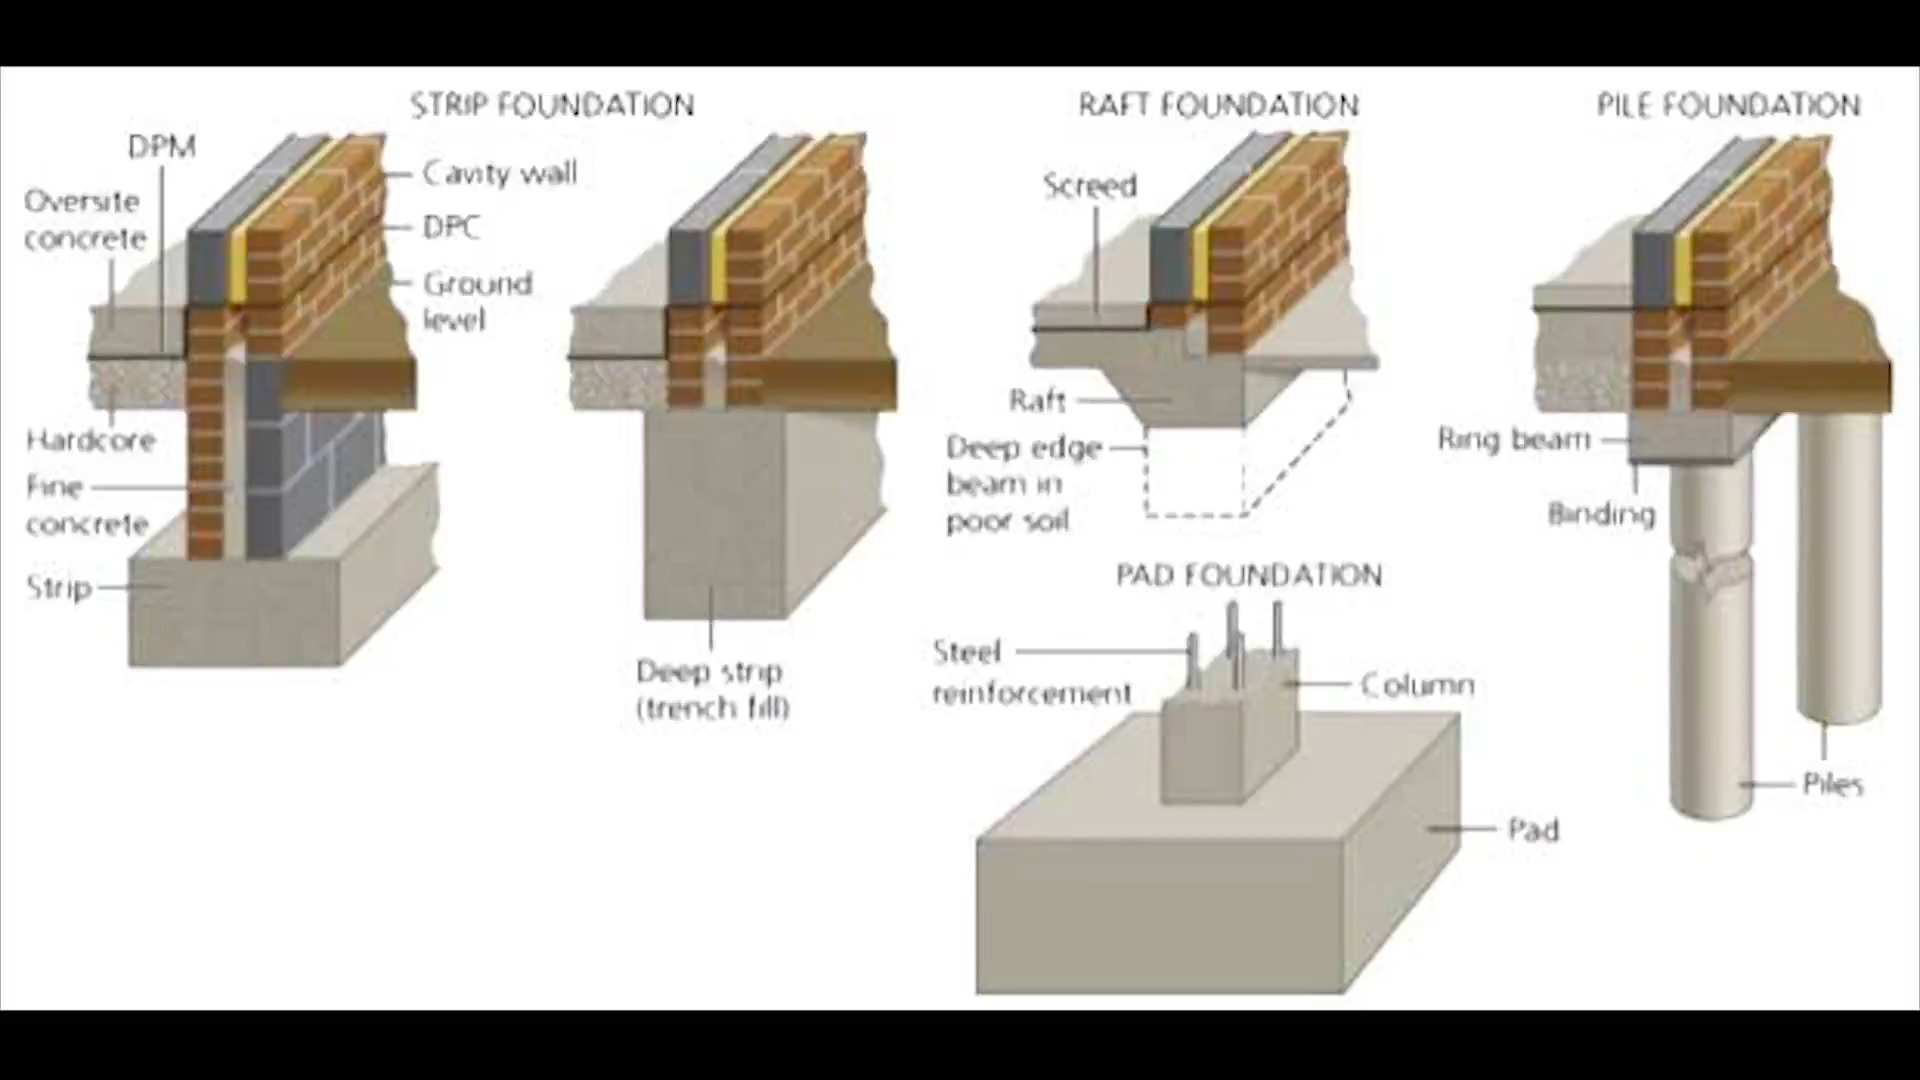 STRIP FOUNDATION
DPM
Oversite
concrete
Cavity wall
DPC
Ground
level
Hardcore
Fine
concrete
Strip
Deep strip
(trench fill)
RAFT FOUNDATION
Screed
Raft
Deep edge
beam in
poor soil
PAD FOUNDATION
Steel
reinforcement
Column
Pad
PILE FOUNDATION
Ring beam
Binding
Piles